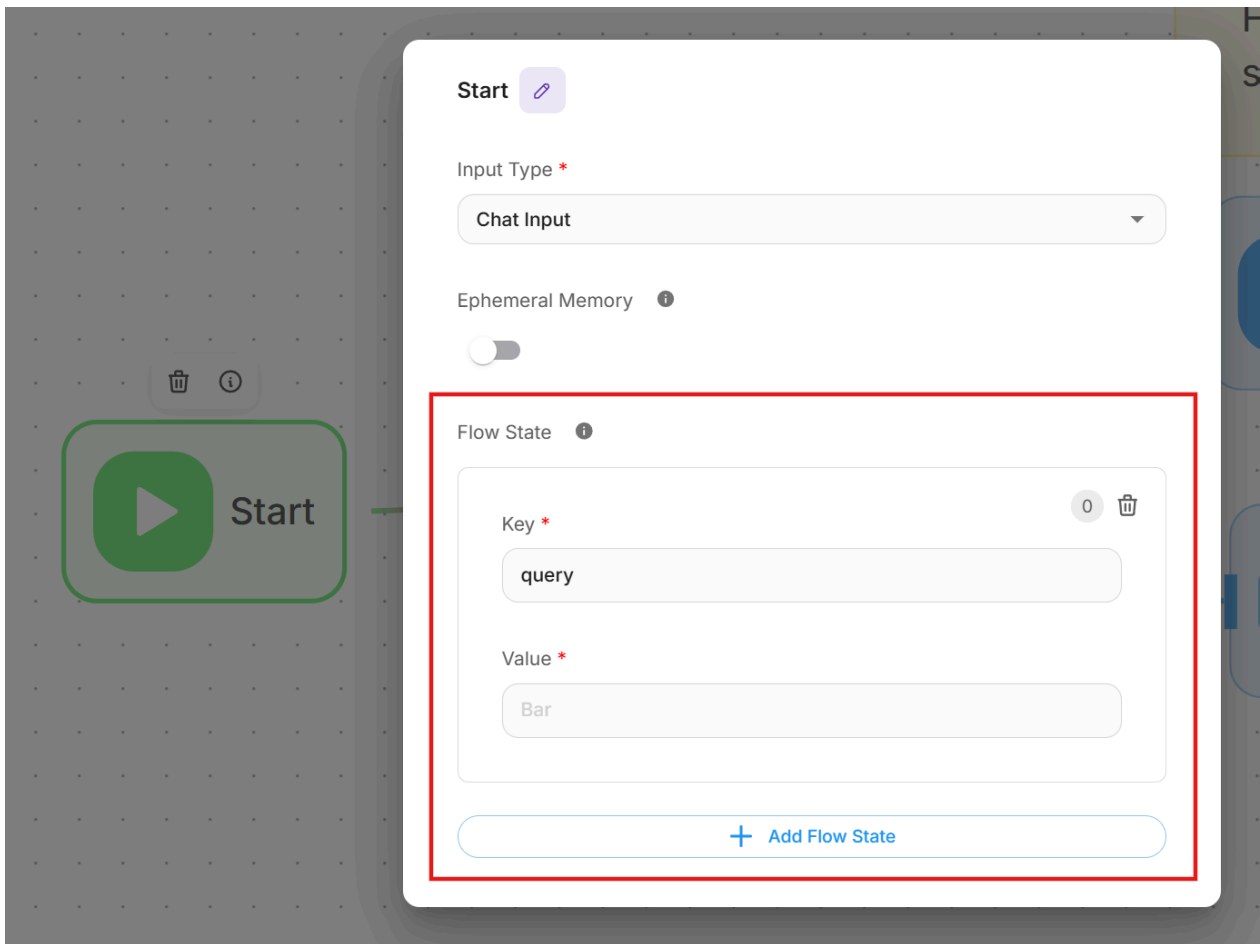 Start
Input Type *
Chat Input
Ephemeral Memory
Flow State
0
Key *
query
Value *
Bar
Add Flow State
Start